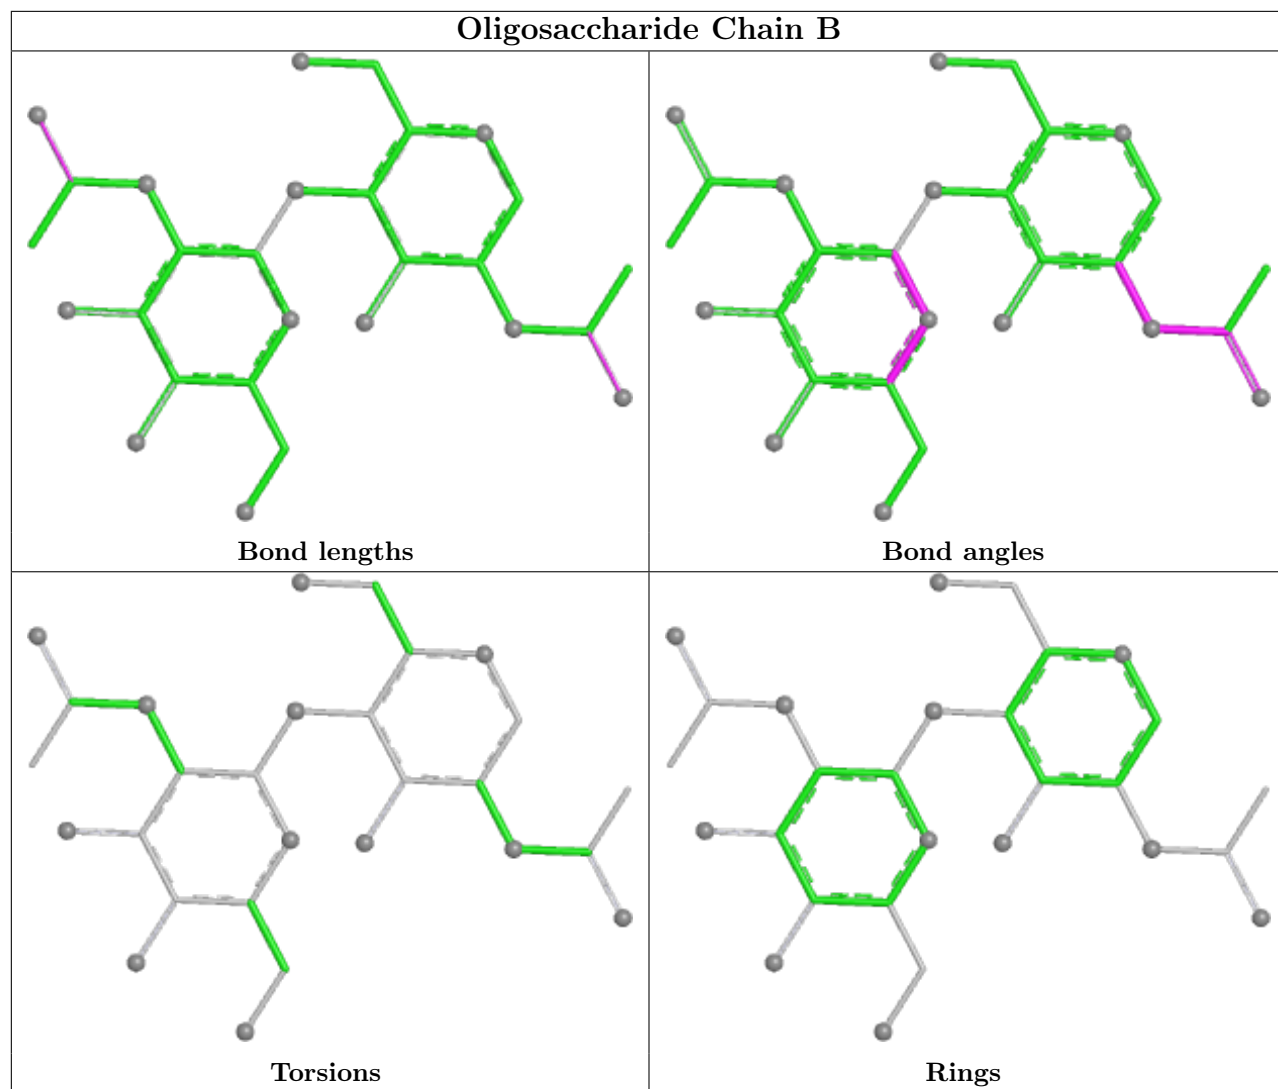 Oligosaccharide Chain B
Bond lengths
Bond angles
Torsions
Rings